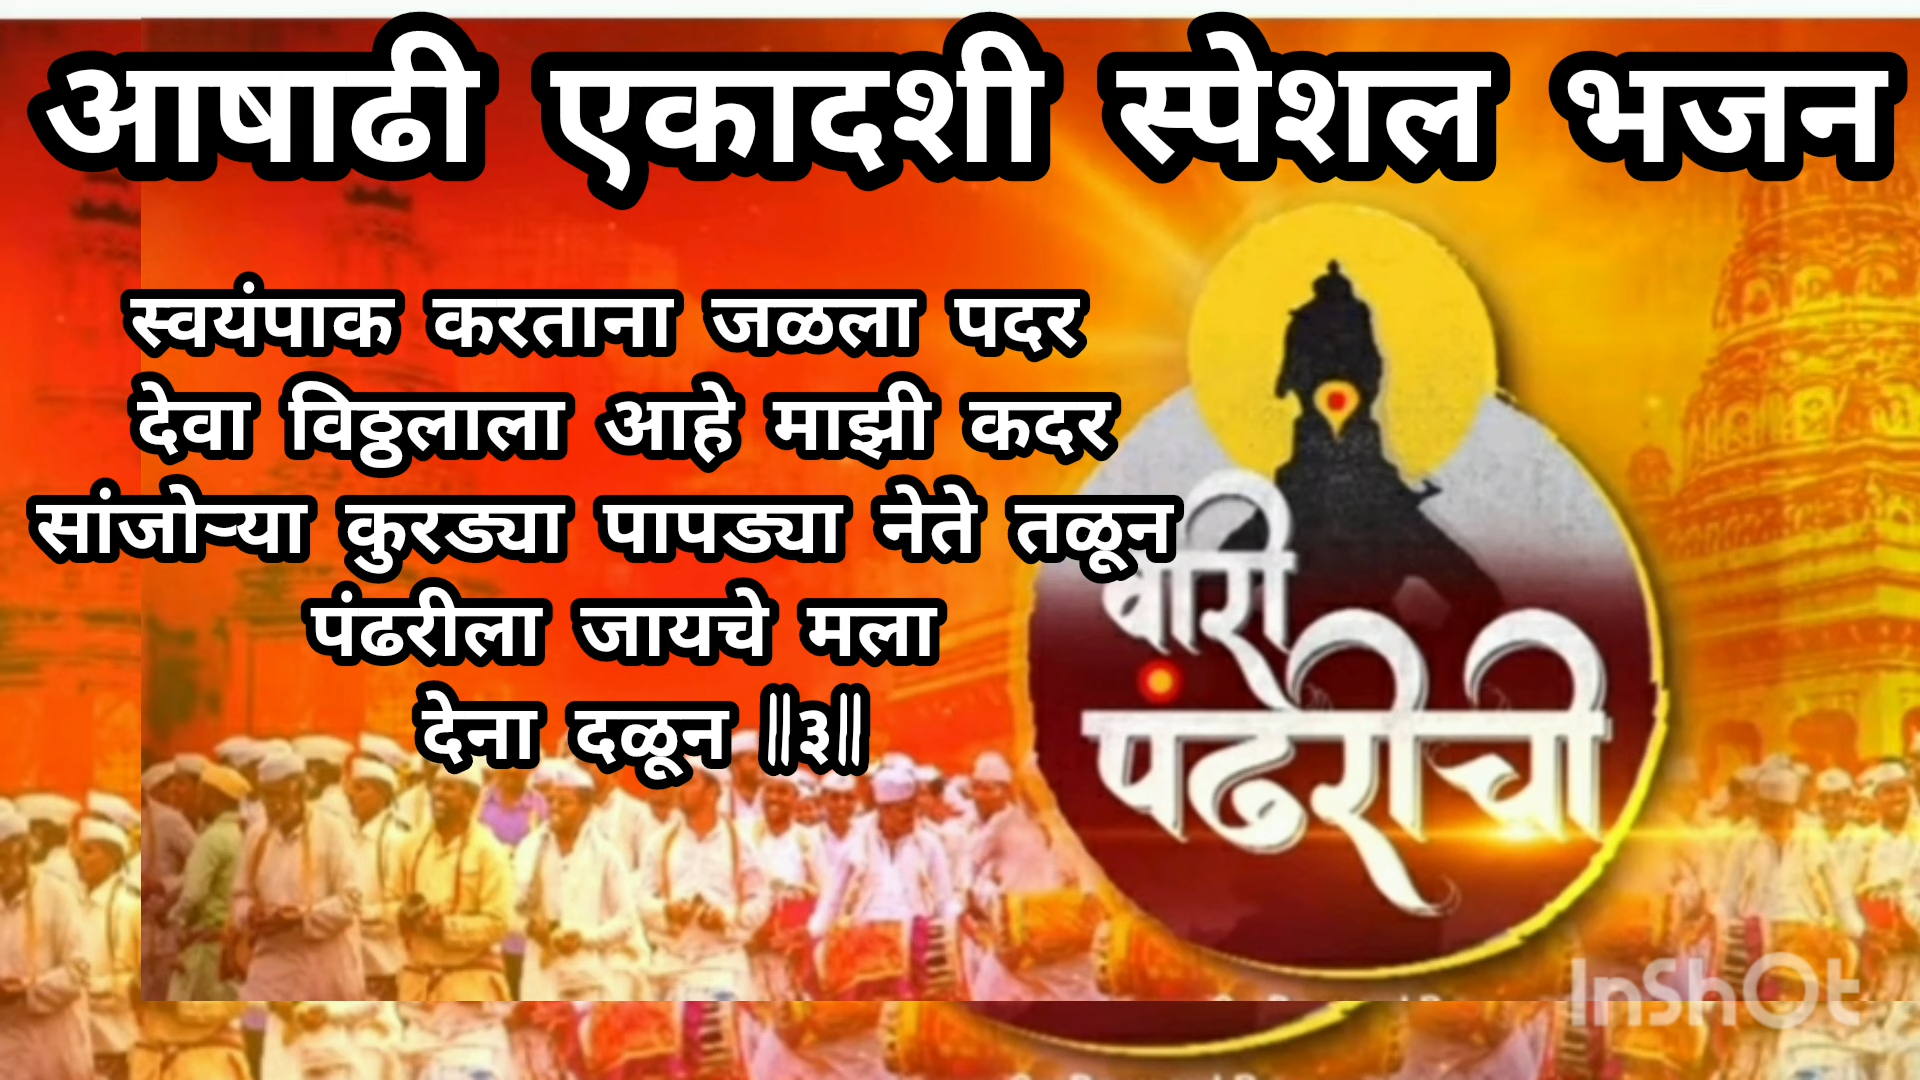 आषाढी एकादशी स्पेशल भजन
स्वयंपाक करताना जळला पदर
देवा विठ्ठलाला आहे माझी कदर
सांजोऱ्या कुरड्या पापड्या नेते तळून
पंढरीला जायचे मला
देना दळून ॥३॥
वारी
पंढरीची
InShOt